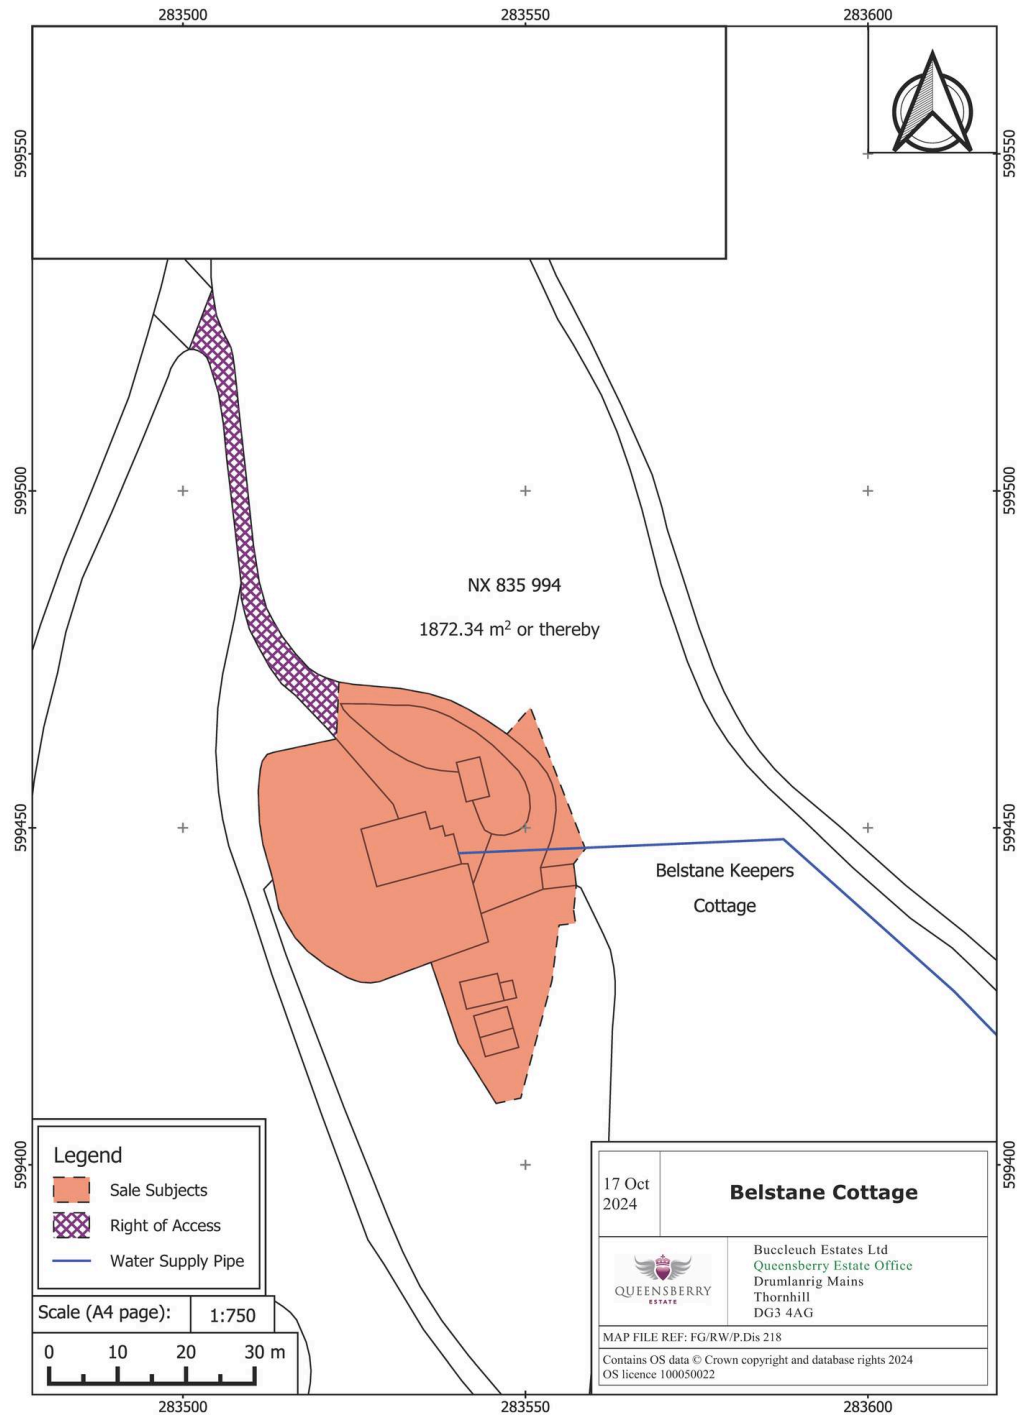 283500 283550 283600
599550 599550
599500 599500
NX 835 994
1872.34 m² or thereby
599450 599450
Belstane Keepers
Cottage
599400 599400
Legend
Sale Subjects
Right of Access
Water Supply Pipe
Scale (A4 page): 1:750
0 10 20 30 m
17 Oct
2024
Belstane Cottage
QUEENSBERRY
ESTATE
Buccleuch Estates Ltd
Queensberry Estate Office
Drumlanrig Mains
Thornhill
DG3 4AG
MAP FILE REF: FG/RW/P.Dis 218
Contains OS data © Crown copyright and database rights 2024
OS licence 100050022
283500 283550 283600